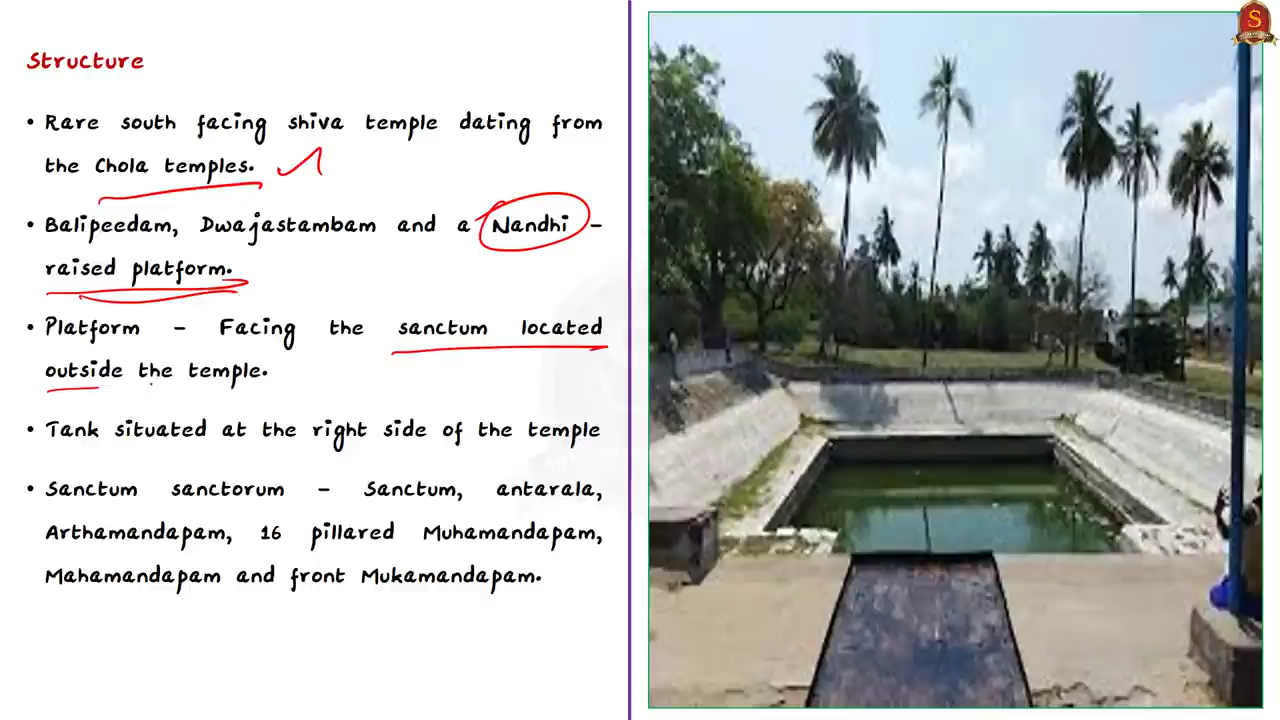 Structure
• Rare south facing shiva temple dating from
the Chola temples.
• Balipeedam, Dwajastambam and a Nandhi -
raised platform.
• Platform - Facing the sanctum located
outside the temple.
• Tank situated at the right side of the temple
• Sanctum sanctorum - Sanctum, antarala,
Arthamandapam, 16 pillared Muhamandapam,
Mahamandapam and front Mukamandapam.
S